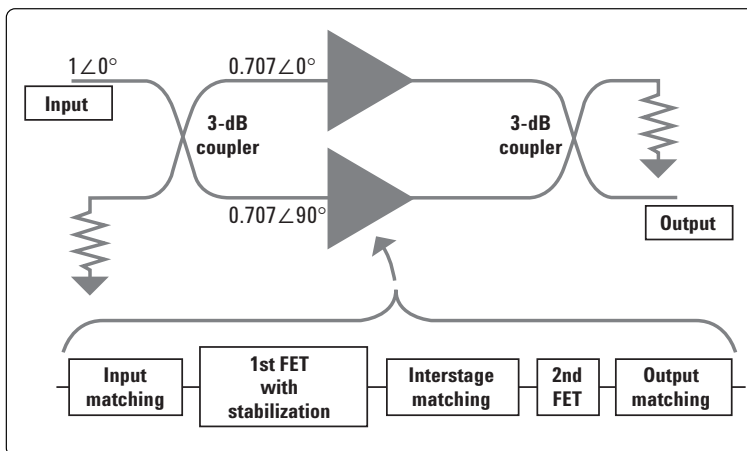 1∠0°
0.707∠0°
Input
3-dB
coupler
3-dB
coupler
0.707∠90°
Output
Input
matching
1st FET
with
stabilization
Interstage
matching
2nd
FET
Output
matching